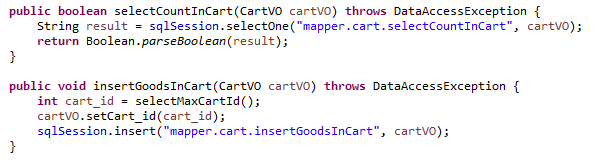 public boolean selectCountInCart(CartVO cartVO) throws DataAccessException {
    String result = sqlSession.selectOne("mapper.cart.selectCountInCart", cartVO);
    return Boolean.parseBoolean(result);
}
public void insertGoodsInCart(CartVO cartVO) throws DataAccessException {
    int cart_id = selectMaxCartId();
    cartVO.setCart_id(cart_id);
    sqlSession.insert("mapper.cart.insertGoodsInCart", cartVO);
}